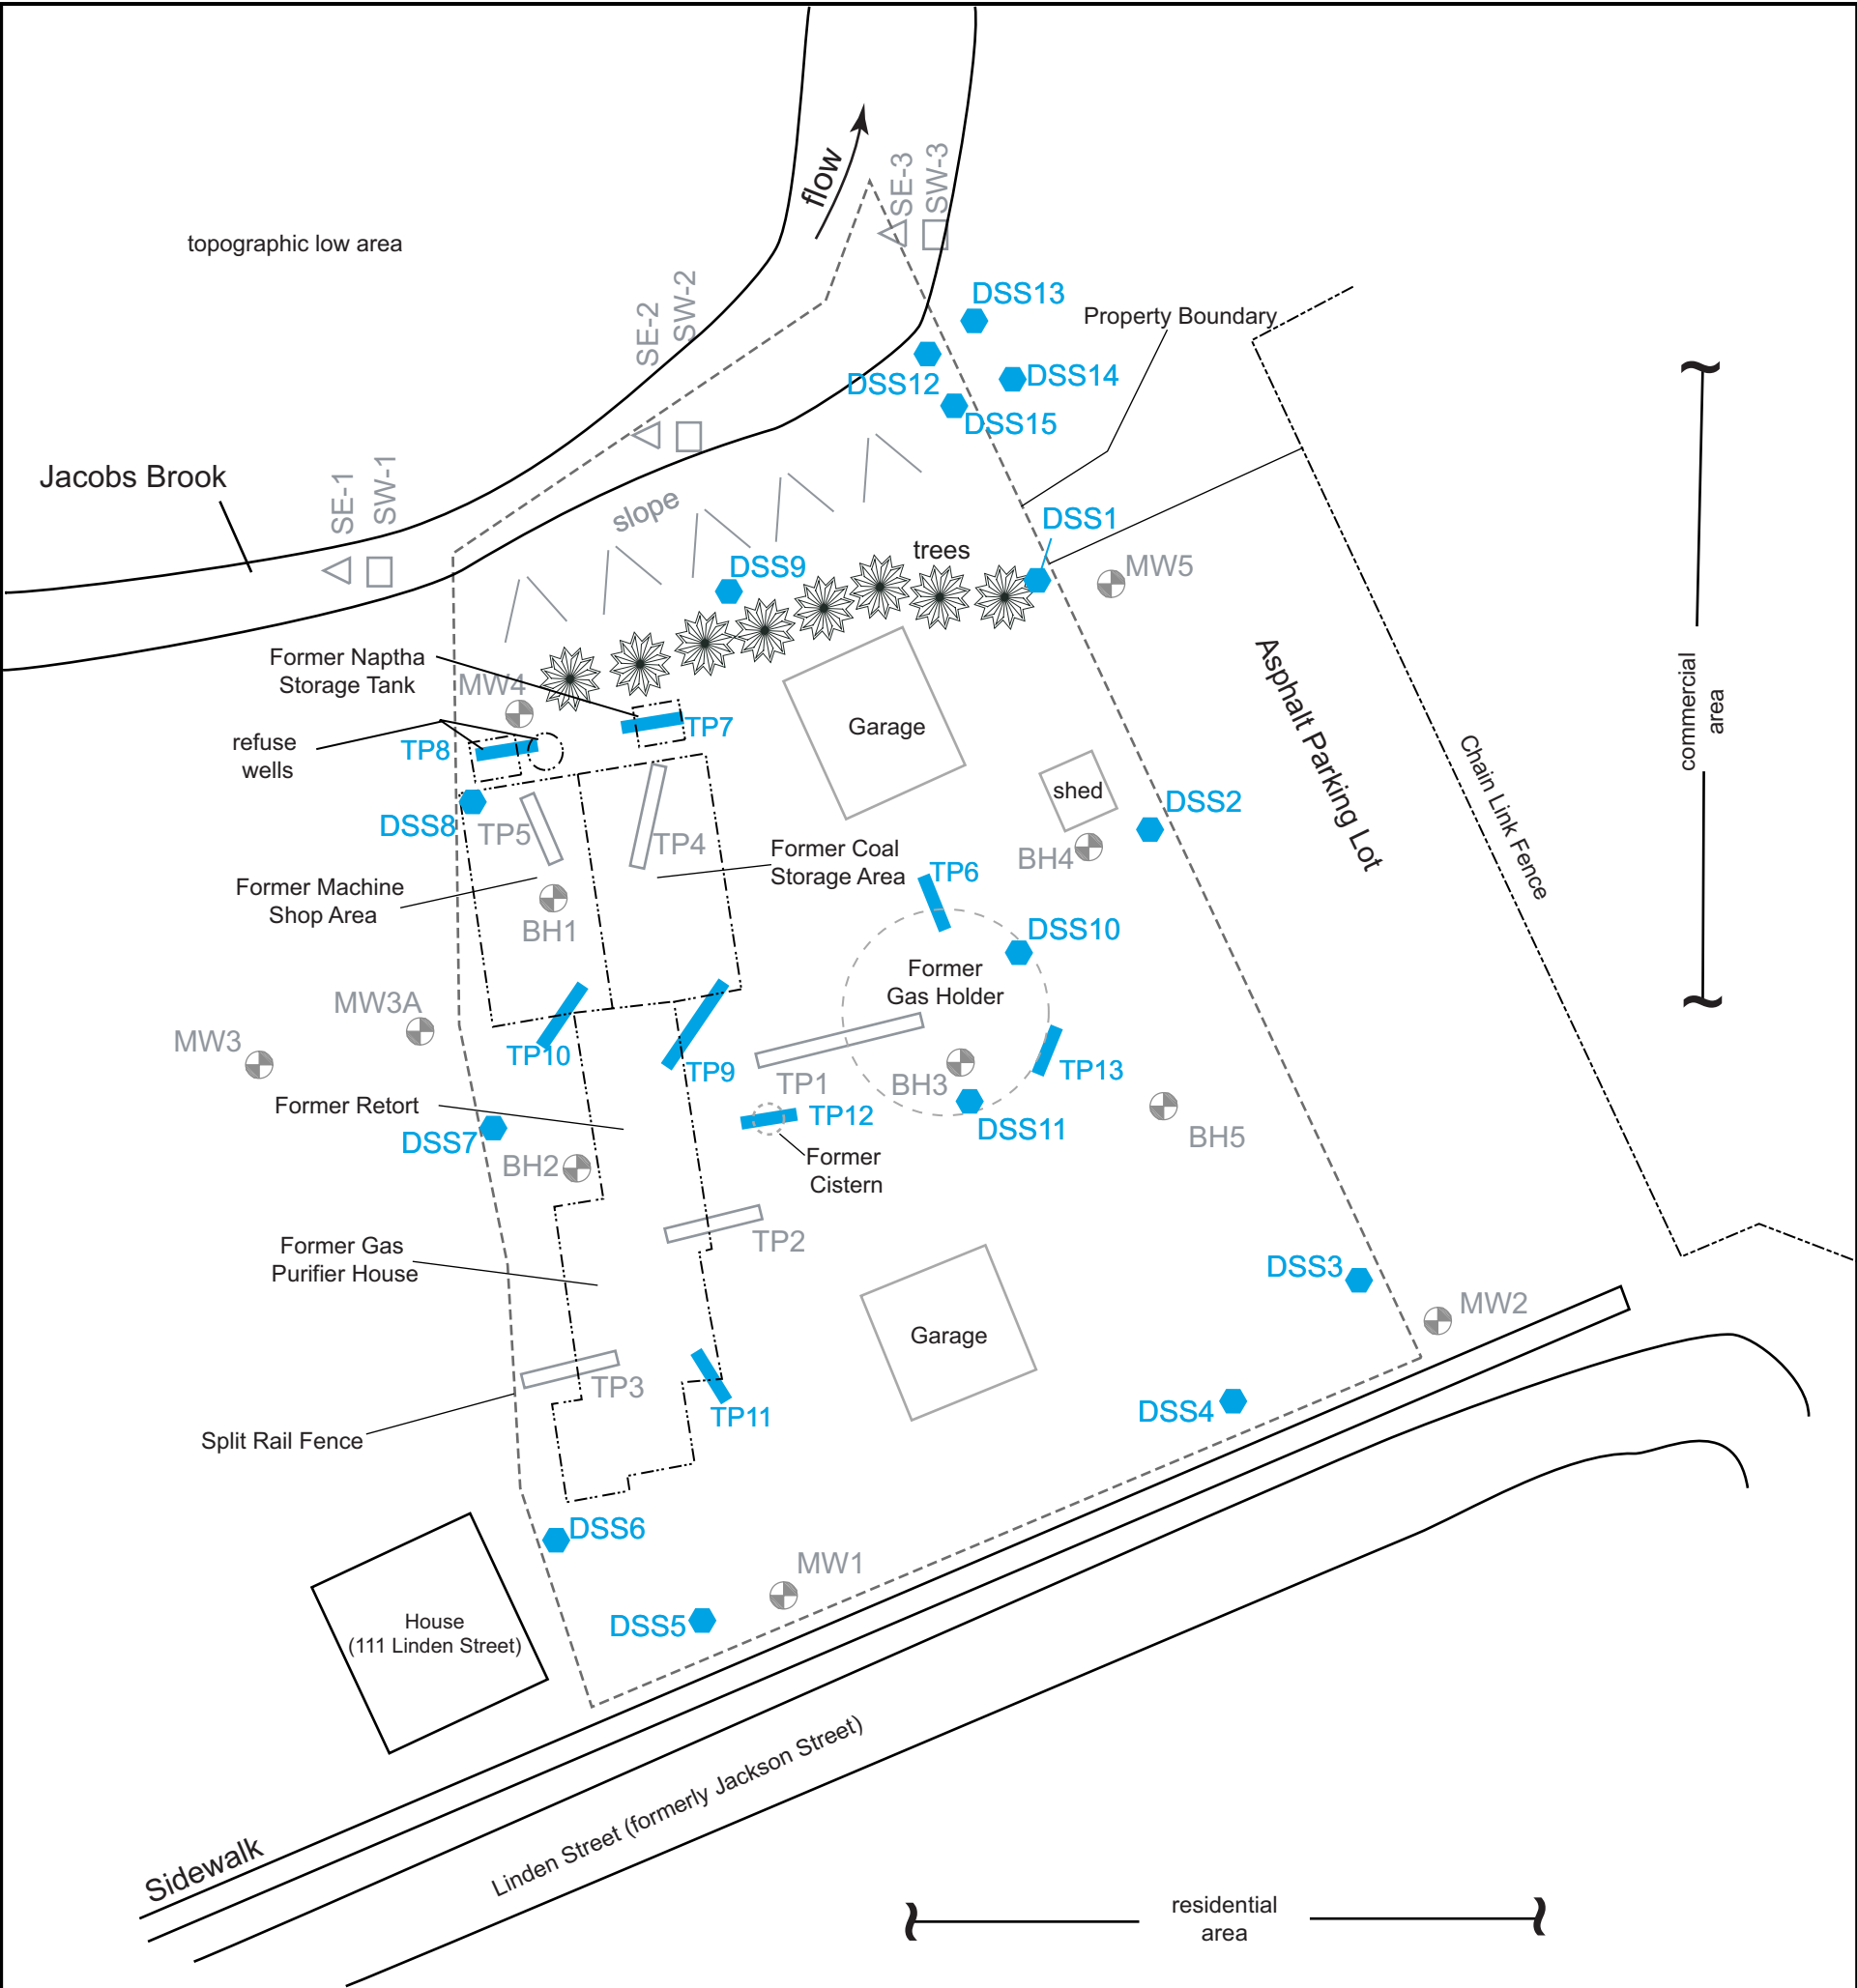 flow
SE-3
SW-3
topographic low area
SE-2
SW-2
DSS13
Property Boundary
DSS12
DSS14
DSS15
Jacobs Brook
SE-1
SW-1
slope
DSS1
trees
DSS9
MW5
Former Naptha
Storage Tank
MW4
Asphalt Parking Lot
commercial
area
refuse
wells
TP8
TP7
Garage
Chain Link Fence
shed
DSS2
DSS8
TP5
TP4
Former Coal
Storage Area
BH4
TP6
Former Machine
Shop Area
BH1
DSS10
Former
Gas Holder
MW3A
MW3
TP10
TP9
TP1
BH3
TP13
Former Retort
TP12
DSS11
BH5
DSS7
BH2
Former
Cistern
Former Gas
Purifier House
TP2
DSS3
MW2
Garage
TP3
TP11
DSS4
Split Rail Fence
DSS6
MW1
DSS5
House
(111 Linden Street)
Linden Street (formerly Jackson Street)
Sidewalk
residential
area